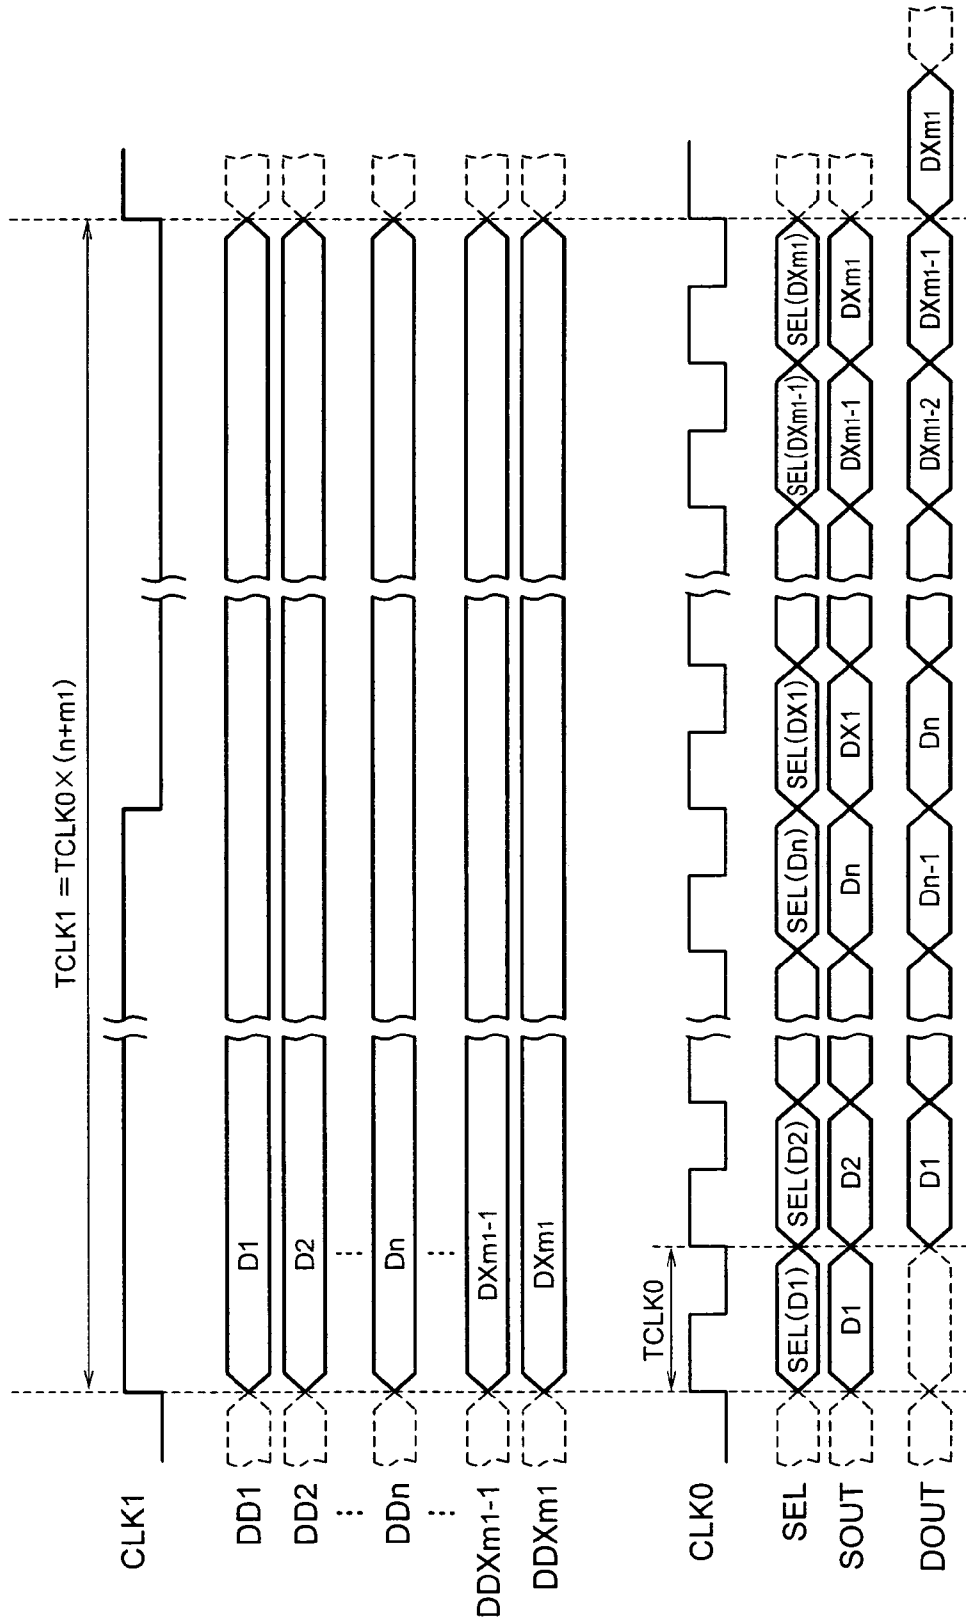 TCLK1 = TCLK0 × (n+m1)
CLK1
DD1 D1
DD2 D2
... ...
DDn Dn
... ...
DDXm1-1 DXm1-1
DDXm1 DXm1
TCLK0
CLK0
SEL SEL(D1) SEL(D2) SEL(Dn) SEL(DX1) SEL(DXm1-1) SEL(DXm1)
SOUT D1 D2 Dn DX1 DXm1-1 DXm1
DOUT D1 Dn-1 Dn DXm1-2 DXm1-1 DXm1